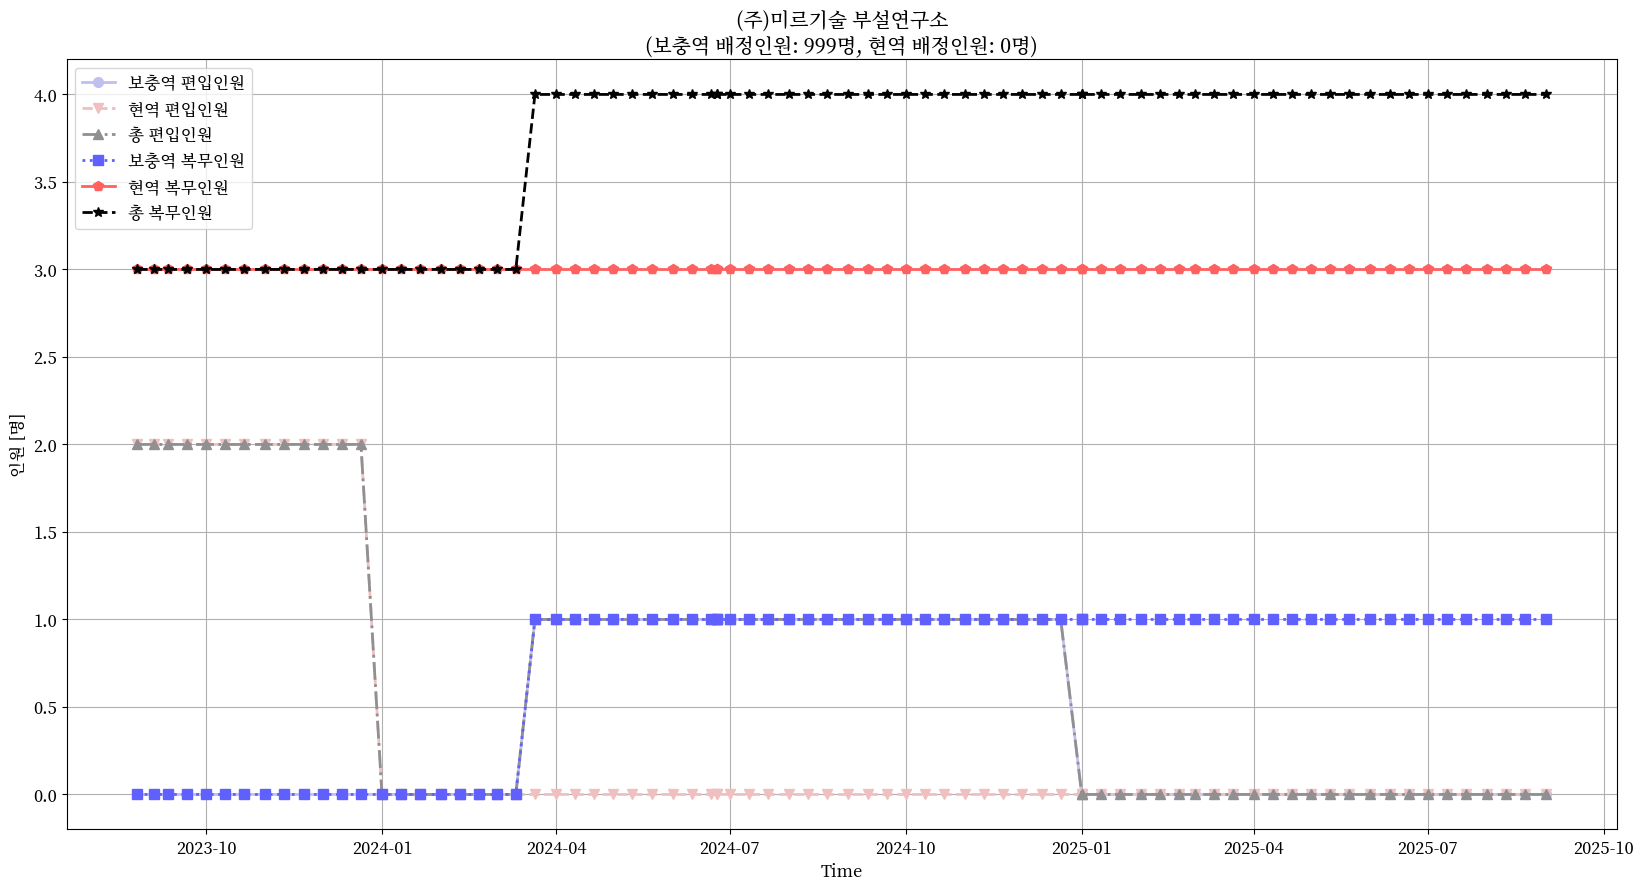 (주)미르기술 부설연구소
(보충역 배정인원: 999명, 현역 배정인원: 0명)
보충역 편입인원
현역 편입인원
총 편입인원
보충역 복무인원
현역 복무인원
총 복무인원
4.0
3.5
3.0
2.5
2.0
1.5
1.0
0.5
0.0
인원 [명]
2023-10
2024-01
2024-04
2024-07
2024-10
2025-01
2025-04
2025-07
2025-10
Time